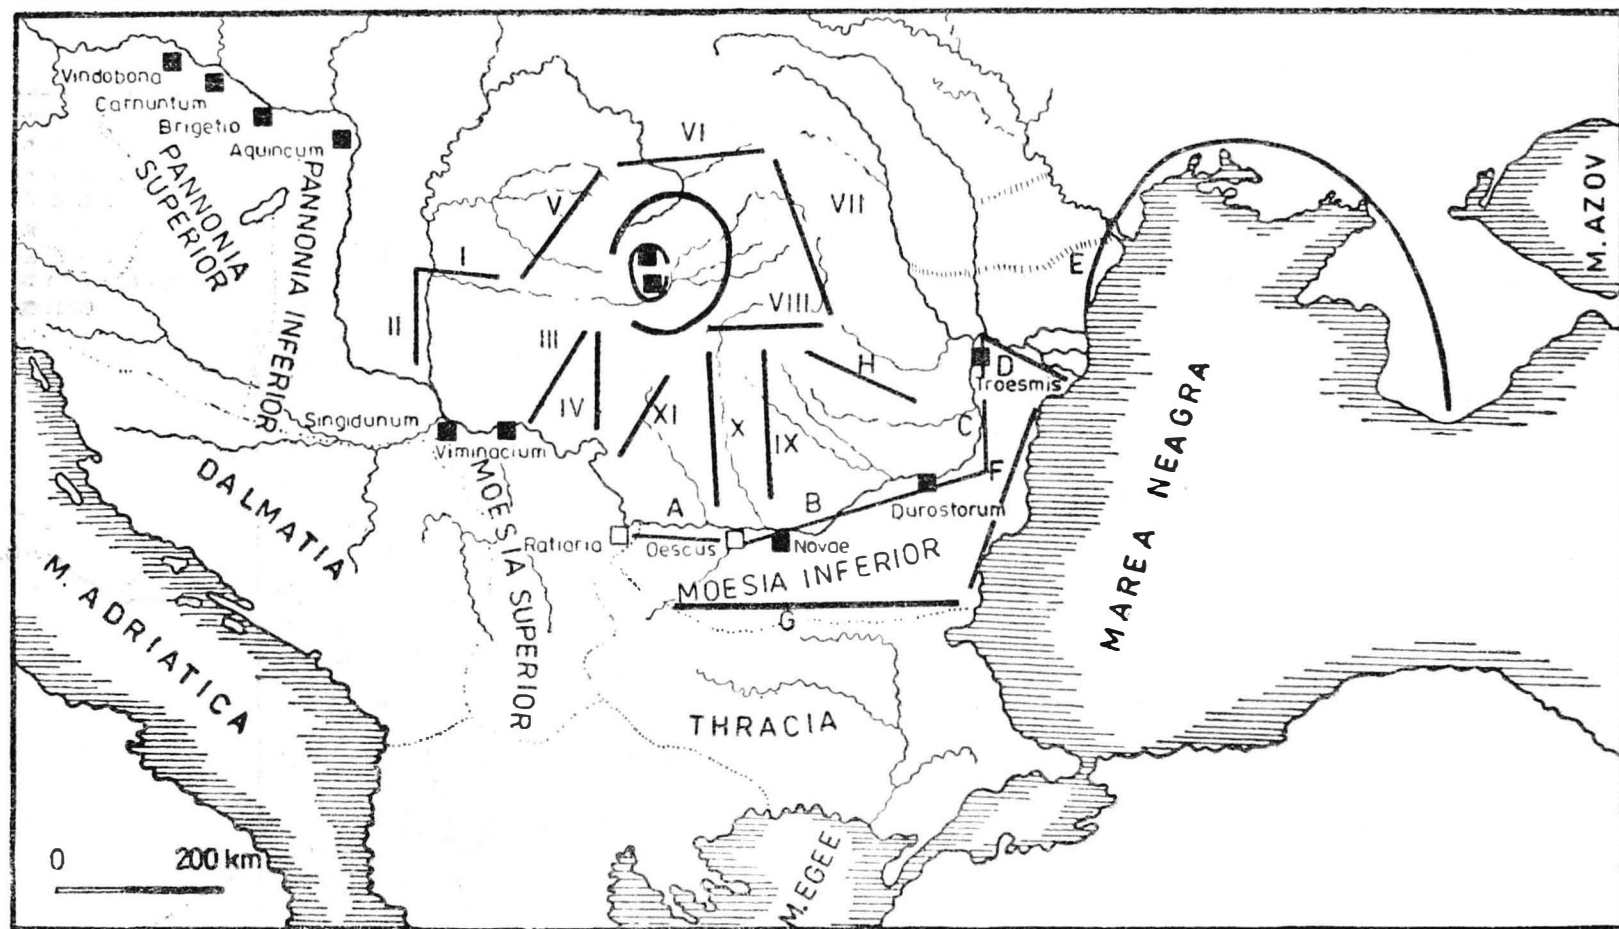 Vindobona
Carnuntum
Brigetio
Aquincum
PANNONIA
SUPERIOR
PANNONIA INFERIOR
VI
V
VII
I
II
III
VIII
IV
XI
X
IX
H
E
D
Troesmis
C
F
Singidunum
Viminacium
DALMATIA
MOESIA SUPERIOR
A
B
Durostorum
Ratiaria
Oescus
Novae
MOESIA INFERIOR
G
M. ADRIATICA
THRACIA
MAREA NEAGRA
M. AZOV
M. EGEE
0 200 km